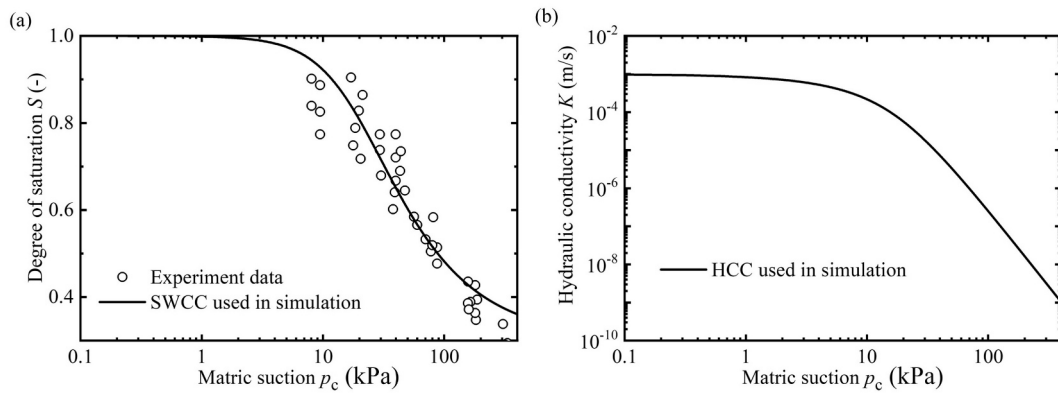 (a)
1.0
0.8
0.6
0.4
Degree of saturation S (-)
Experiment data
SWCC used in simulation
0.1 1 10 100
Matric suction pc (kPa)
(b)
10-2
10-4
10-6
10-8
10-10
Hydraulic conductivity K (m/s)
HCC used in simulation
0.1 1 10 100
Matric suction pc (kPa)